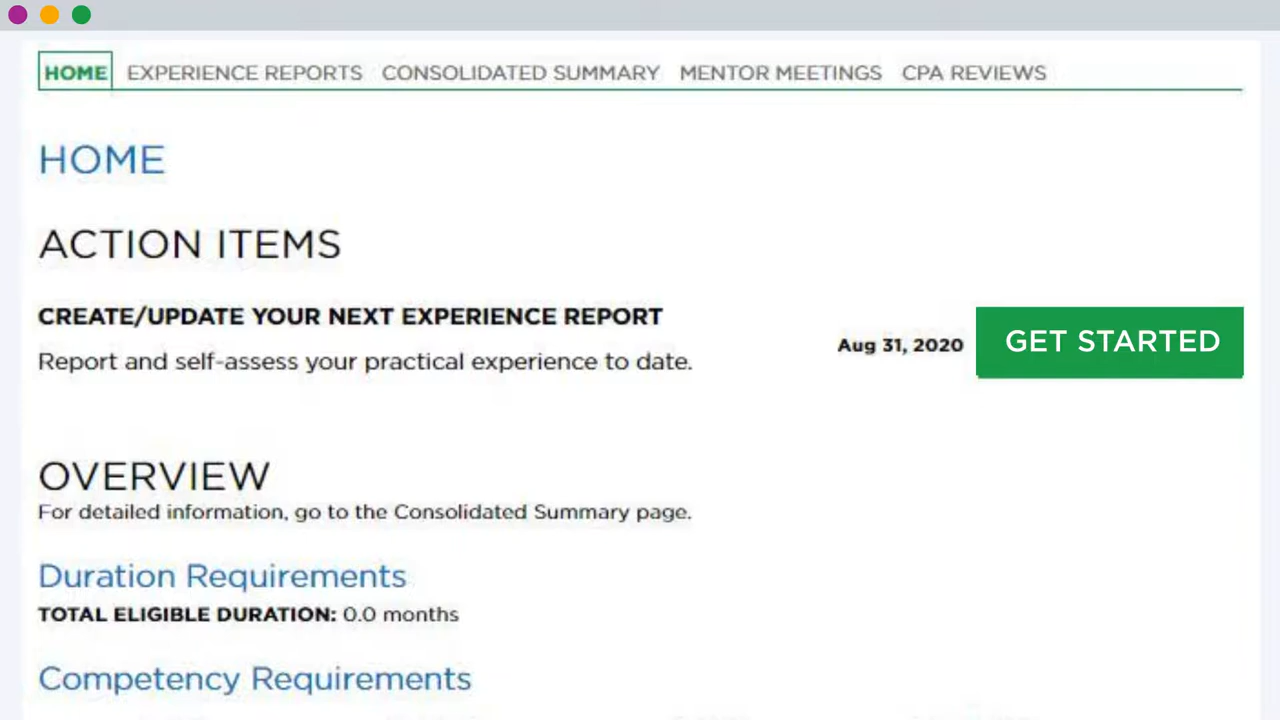 HOME EXPERIENCE REPORTS CONSOLIDATED SUMMARY MENTOR MEETINGS CPA REVIEWS
HOME
ACTION ITEMS
CREATE/UPDATE YOUR NEXT EXPERIENCE REPORT
Report and self-assess your practical experience to date.
Aug 31, 2020
GET STARTED
OVERVIEW
For detailed information, go to the Consolidated Summary page.
Duration Requirements
TOTAL ELIGIBLE DURATION: 0.0 months
Competency Requirements